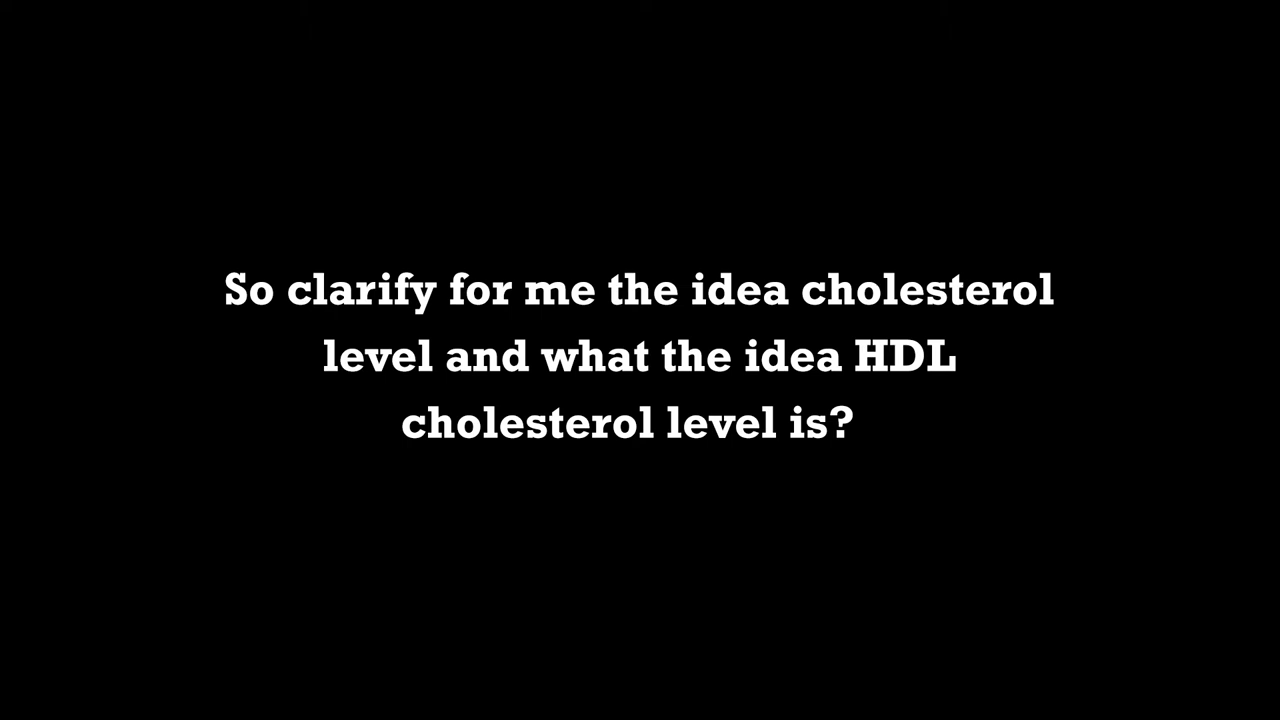 So clarify for me the idea cholesterol
level and what the idea HDL
cholesterol level is?